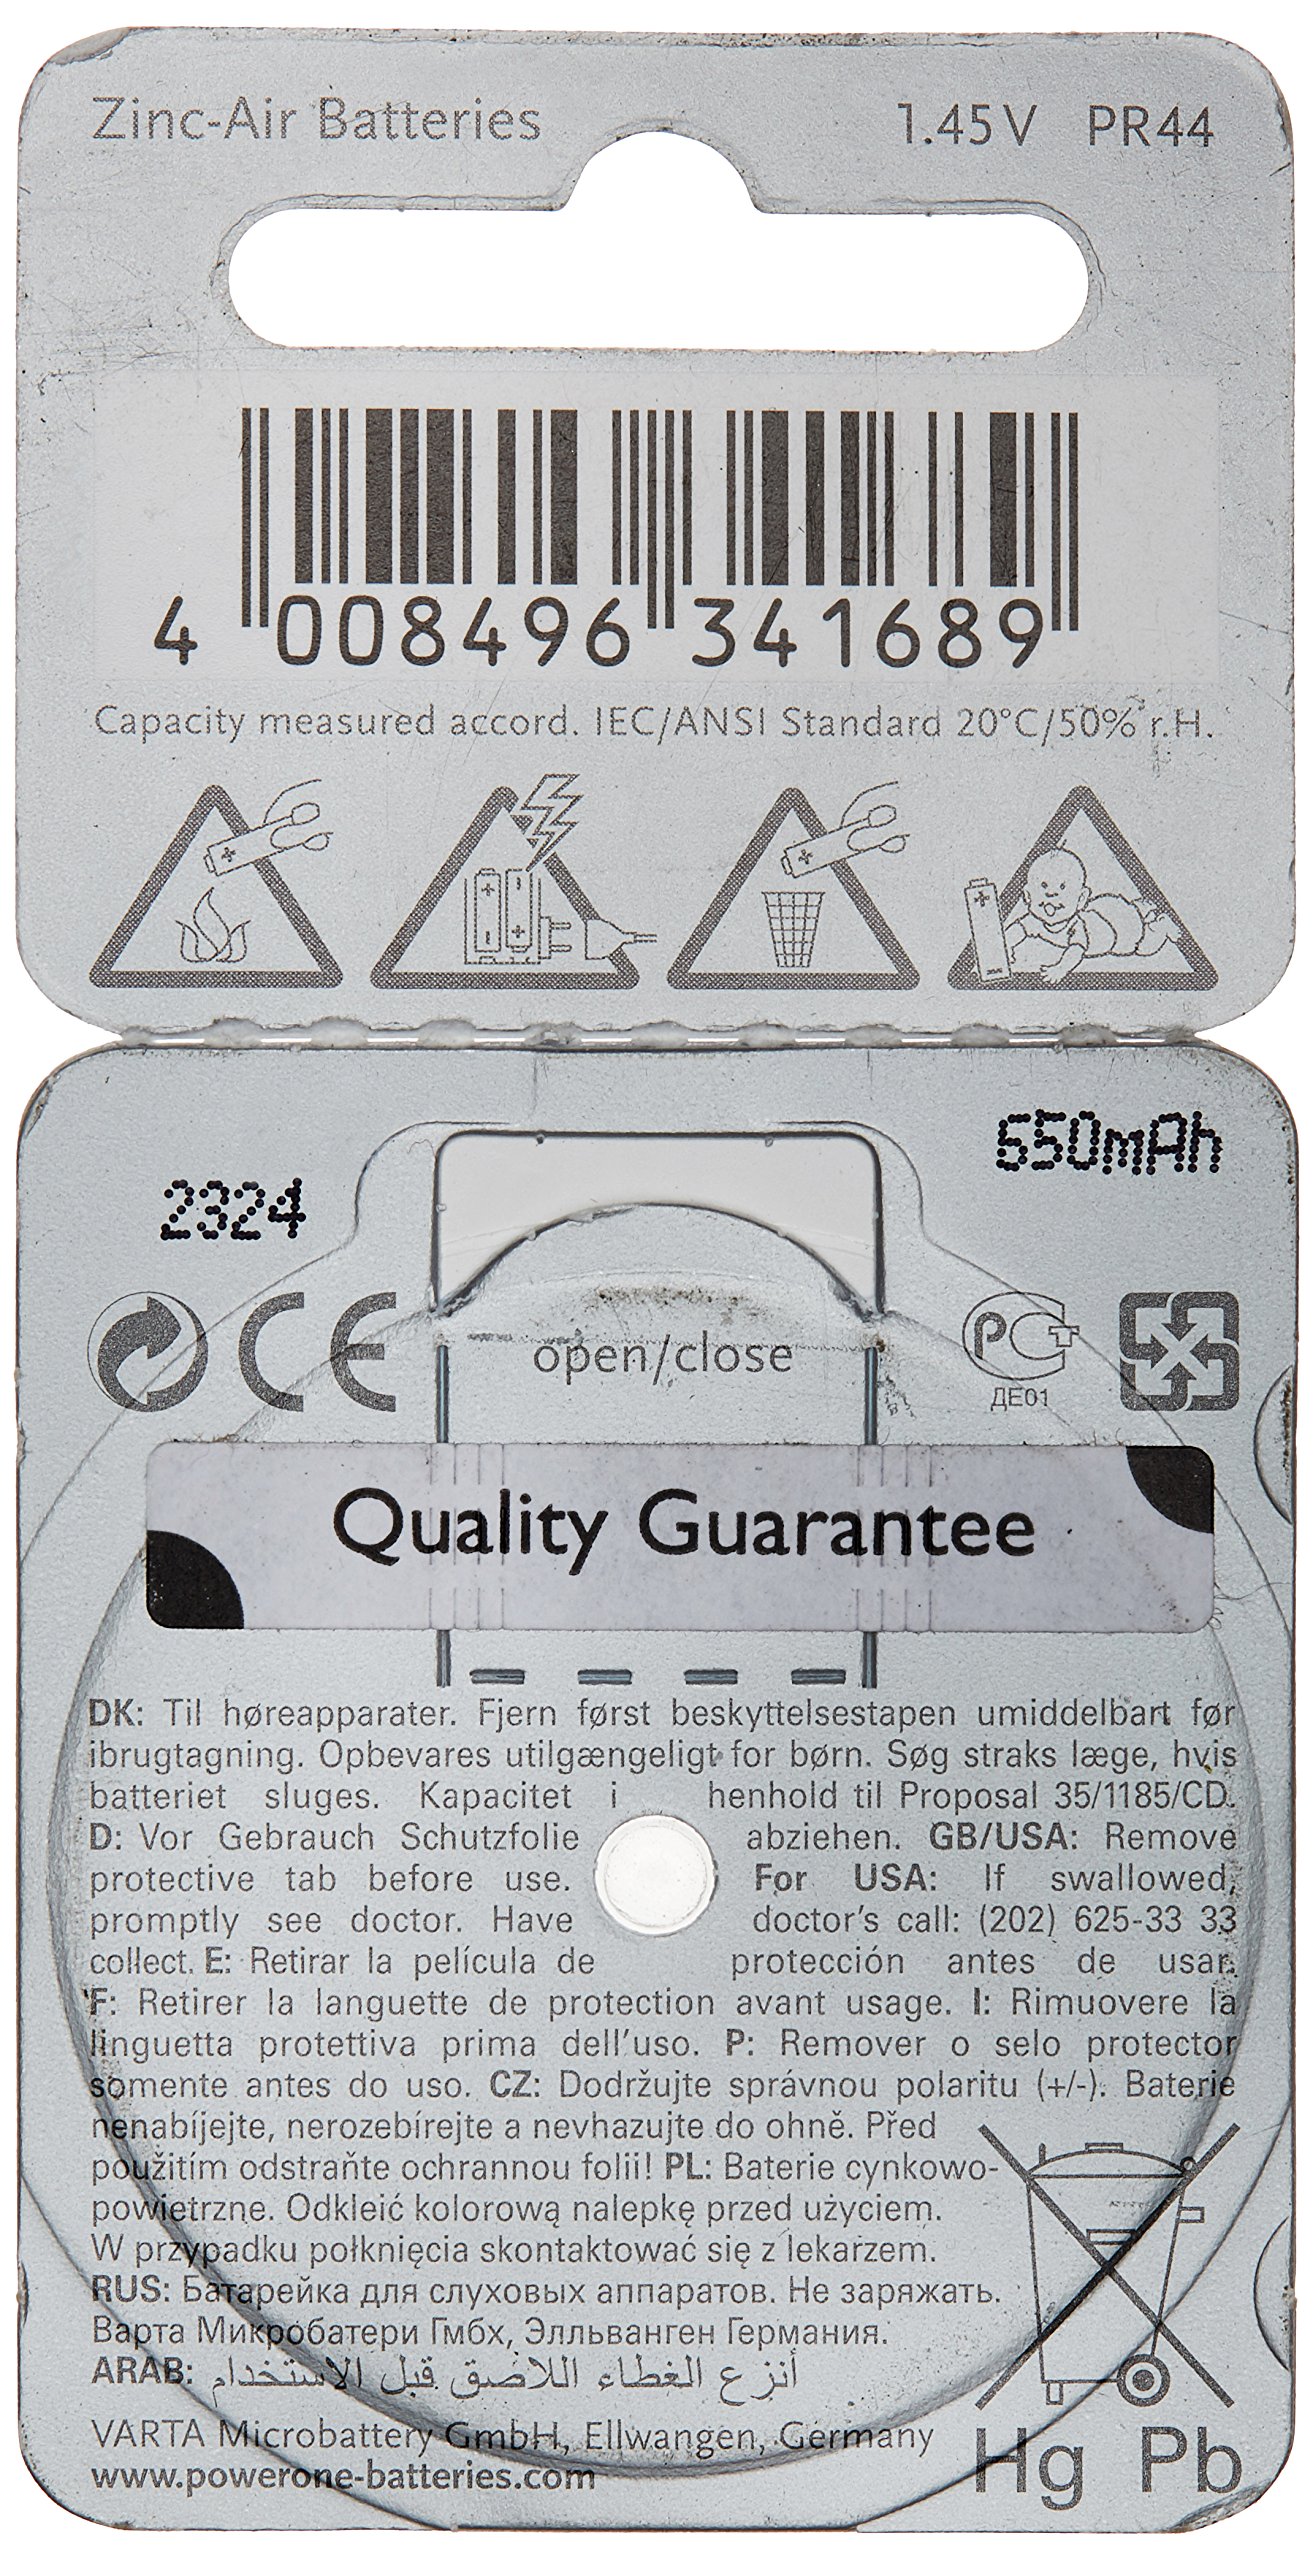 Zinc-Air Batteries 1.45V PR44
4 008496 341689
Capacity measured accord. IEC/ANSI Standard 20°C/50% r.H.
650mAh
2324
CE open/close РСТ
ДЕ01
Quality Guarantee
DK: Til høreapparater. Fjern først beskyttelsestapen umiddelbart før
ibrugtagning. Opbevares utilgængeligt for børn. Søg straks læge, hvis
batteriet sluges. Kapacitet i henhold til Proposal 35/1185/CD.
D: Vor Gebrauch Schutzfolie abziehen. GB/USA: Remove
protective tab before use. For USA: If swallowed,
promptly see doctor. Have doctor's call: (202) 625-33 33
collect. E: Retirar la película de protección antes de usar.
F: Retirer la languette de protection avant usage. I: Rimuovere la
linguetta protettiva prima dell'uso. P: Remover o selo protector
somente antes do uso. CZ: Dodržujte správnou polaritu (+/-). Baterie
nenabíjejte, nerozebírejte a nevhazujte do ohně. Před
použitím odstraňte ochrannou folii! PL: Baterie cynkowo-
powietrzne. Odkleić kolorową nalepkę przed użyciem.
W przypadku połknięcia skontaktować się z lekarzem.
RUS: Батарейка для слуховых аппаратов. Не заряжать.
Варта Микробатери Гмбх, Элльванген Германия.
ARAB: أنزع الغطاء اللاصق قبل الاستخدام
VARTA Microbattery GmbH, Ellwangen, Germany
www.powerone-batteries.com
Hg Pb